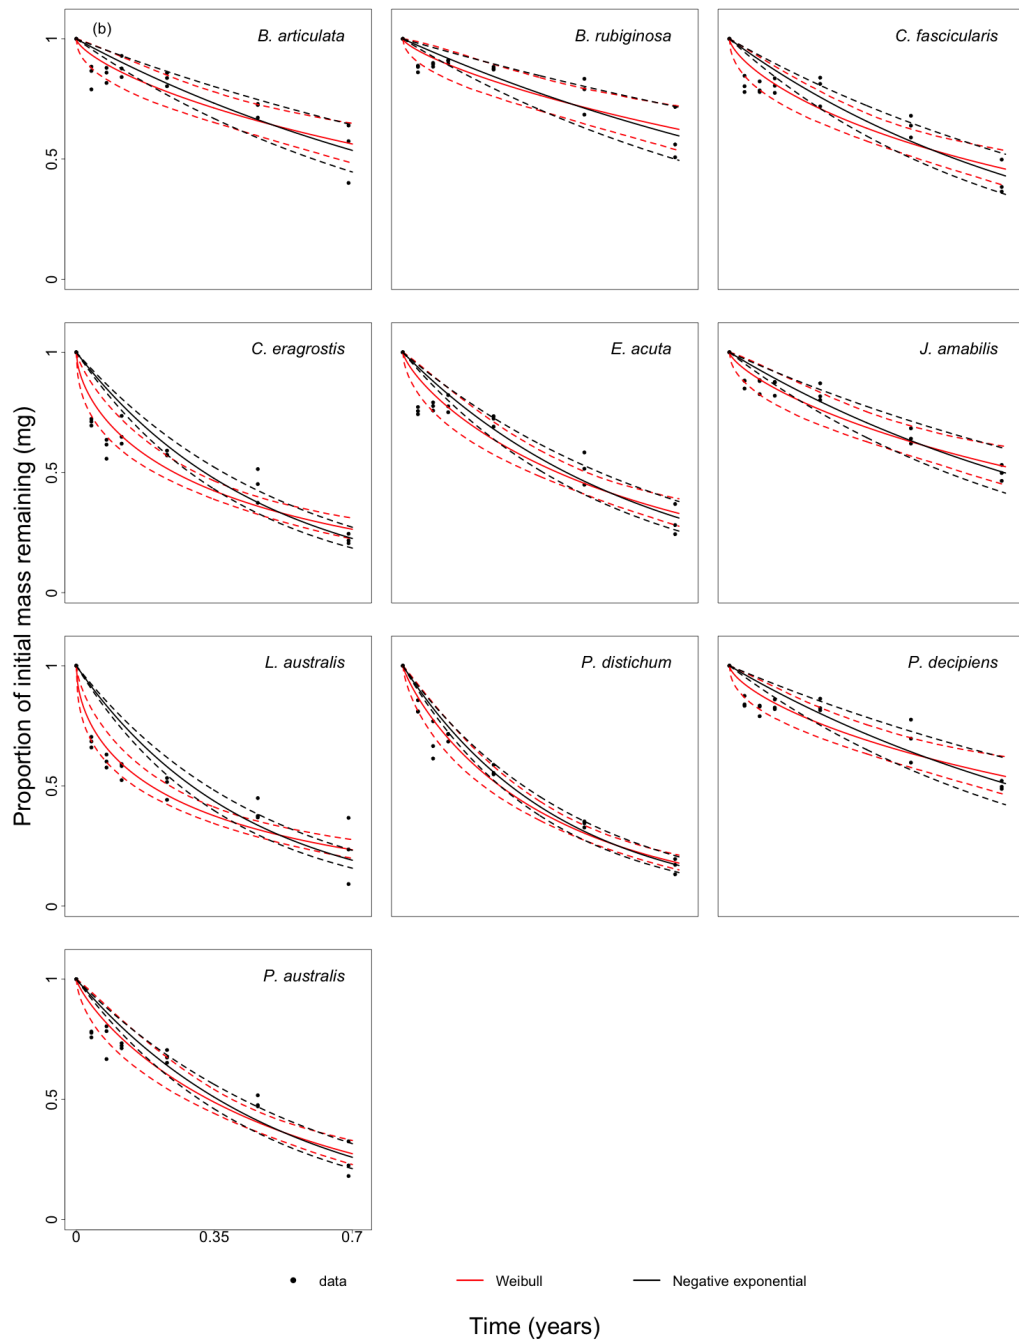 (b)
B. articulata
B. rubiginosa
C. fascicularis
1
0.5
0
C. eragrostis
E. acuta
J. amabilis
1
0.5
0
Proportion of initial mass remaining (mg)
L. australis
P. distichum
P. decipiens
1
0.5
0
P. australis
1
0.5
0
0 0.35 0.7
data Weibull Negative exponential
Time (years)